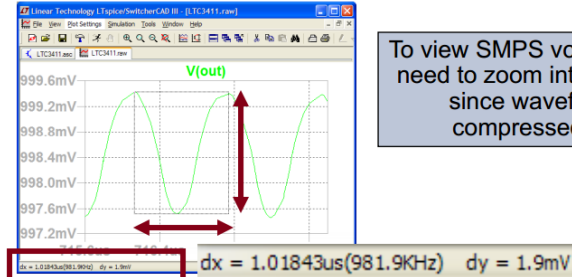 Linear Technology LTspice/SwitcherCAD III - [LTC3411.raw]
File View Plot Settings Simulation Tools Window Help
LTC3411.asc LTC3411.raw
V(out)
999.6mV
999.2mV
998.8mV
998.4mV
998.0mV
997.6mV
997.2mV
dx = 1.01843us(981.9KHz) dy = 1.9mV
To view SMPS vo
need to zoom int
since wavef
compresse
dx = 1.01843us(981.9KHz) dy = 1.9mV